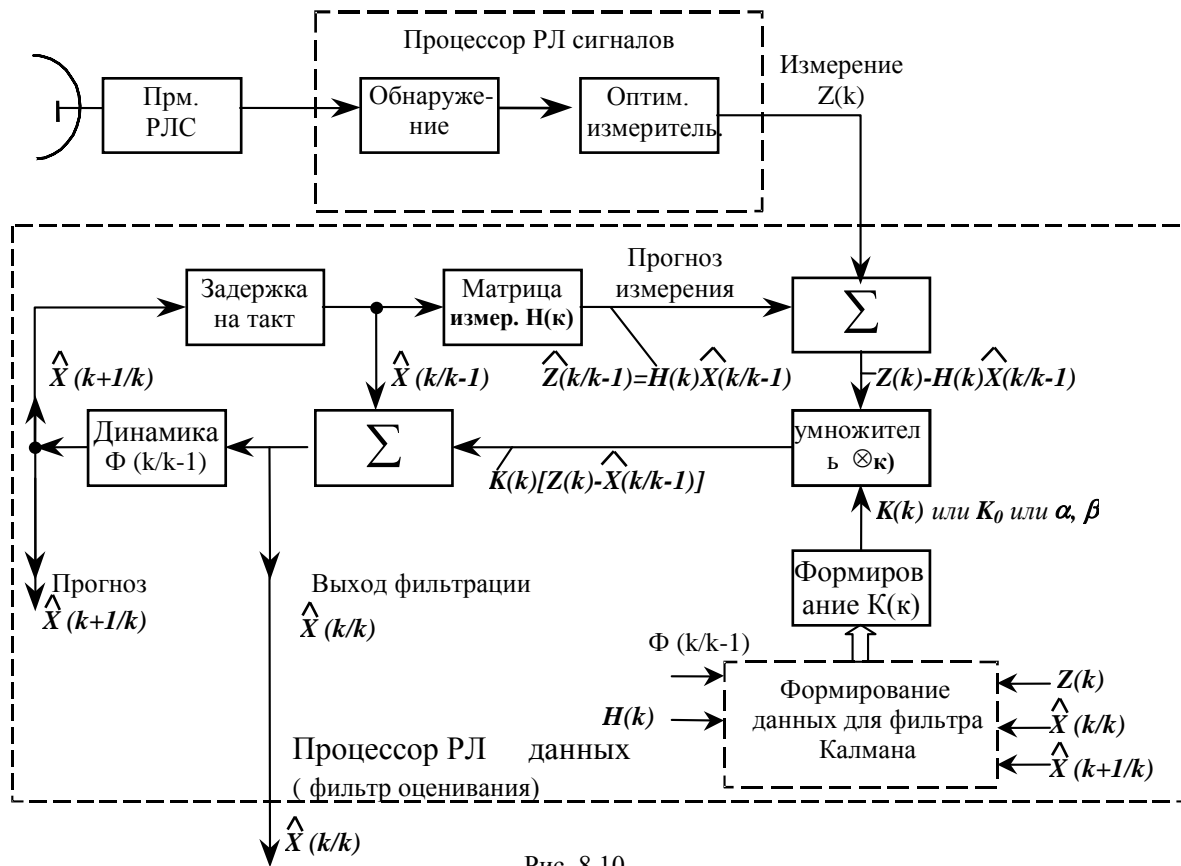 Процессор РЛ сигналов
Прм.
РЛС
Обнаруже-
ние
Оптим.
измеритель.
Измерение
Z(k)
Задержка
на такт
Матрица
измер. Н(к)
Прогноз
измерения
Σ
X̂ (k+1/k)
X̂ (k/k-1)
Ẑ(k/k-1)=H(k)X̂(k/k-1)
Z(k)-H(k)X̂(k/k-1)
Динамика
Φ (k/k-1)
Σ
K(k)[Z(k)-X̂(k/k-1)]
умножител
ь ⊗к)
K(k) или K₀ или α, β
Прогноз
X̂ (k+1/k)
Выход фильтрации
X̂ (k/k)
Формиров
ание К(к)
Φ (k/k-1)
H(k)
Формирование
данных для фильтра
Калмана
Z(k)
X̂ (k/k)
X̂ (k+1/k)
Процессор РЛ данных
( фильтр оценивания)
X̂ (k/k)
Рис. 8.10